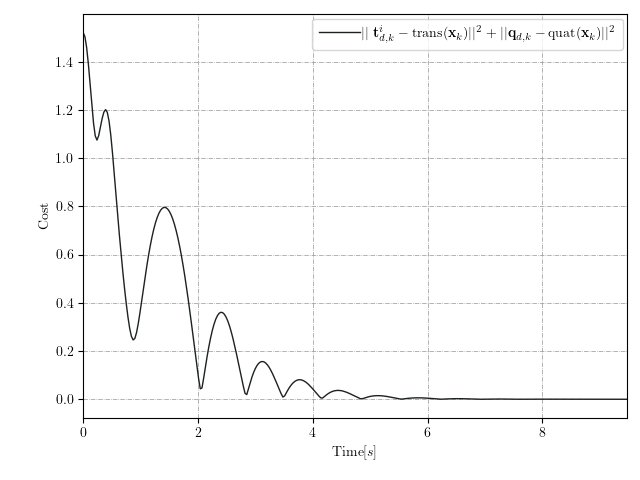 || t^i_{d,k} − trans(x_k)||^2 + ||q_{d,k} − quat(x_k)||^2
1.4
1.2
1.0
0.8
0.6
0.4
0.2
0.0
Cost
0 2 4 6 8
Time[s]